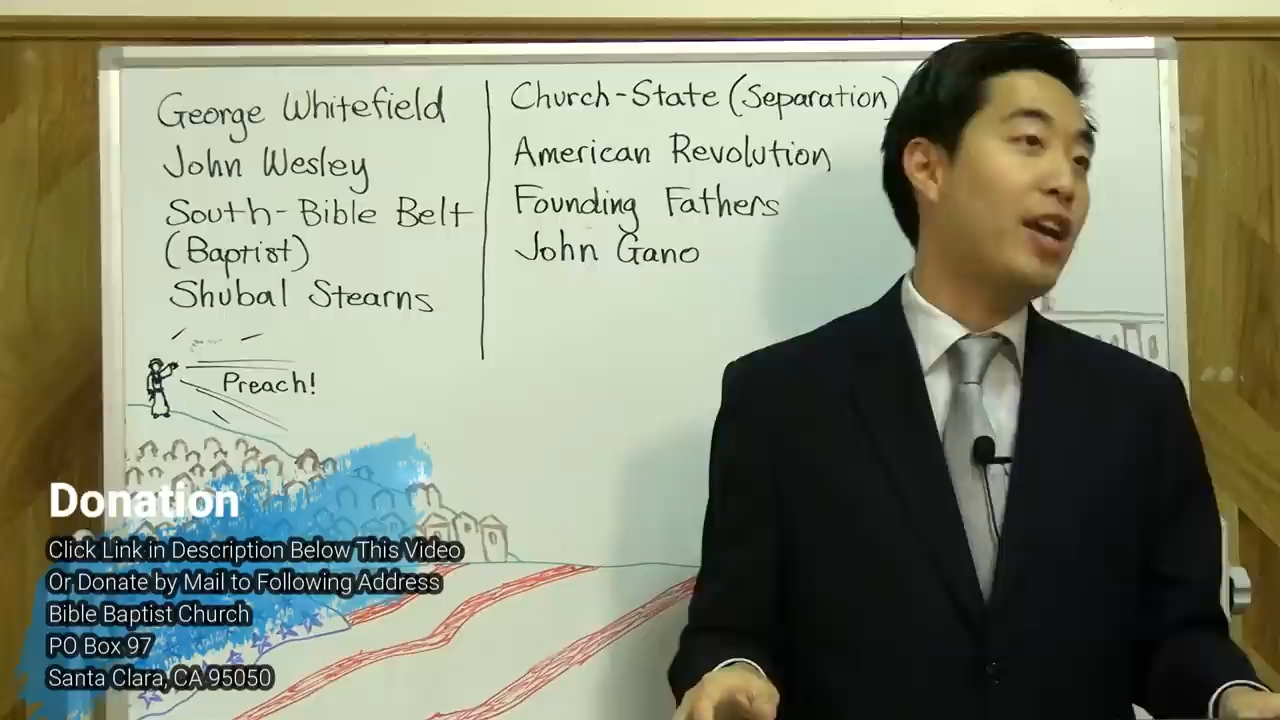 George Whitefield
John Wesley
South-Bible Belt
(Baptist)
Shubal Stearns
Preach!
Church-State (Separation)
American Revolution
Founding Fathers
John Gano
Donation
Click Link in Description Below This Video
Or Donate by Mail to Following Address
Bible Baptist Church
PO Box 97
Santa Clara, CA 95050